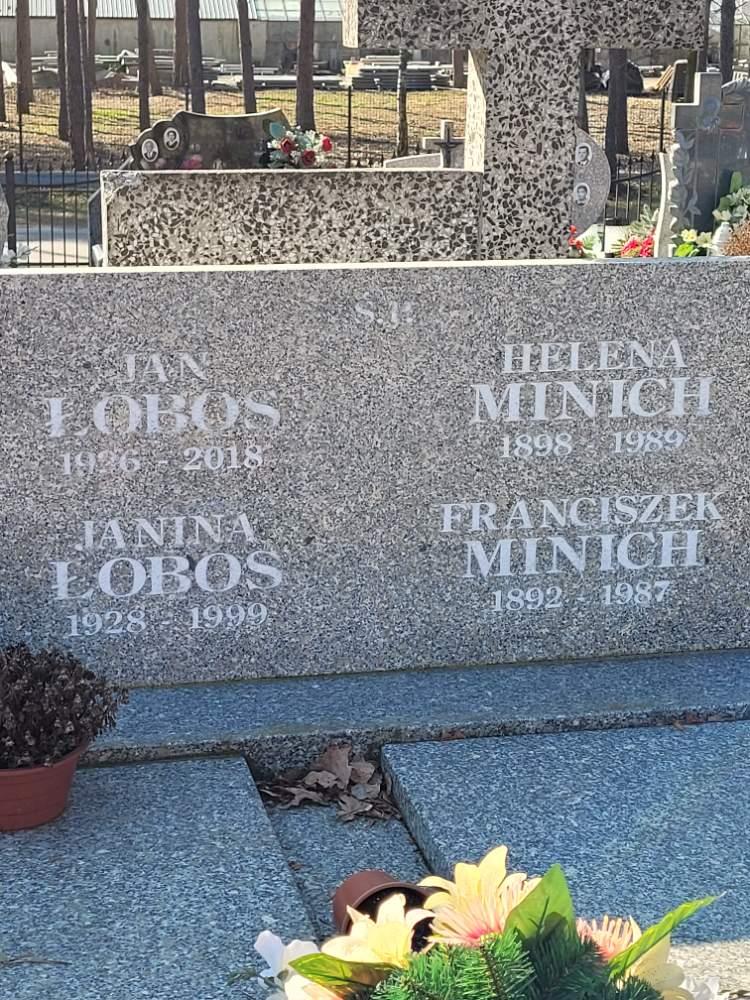 Ś.P.
JAN
ŁOBOS
1926 - 2018
JANINA
ŁOBOS
1928 - 1999
HELENA
MINICH
1898 - 1989
FRANCISZEK
MINICH
1892 - 1987